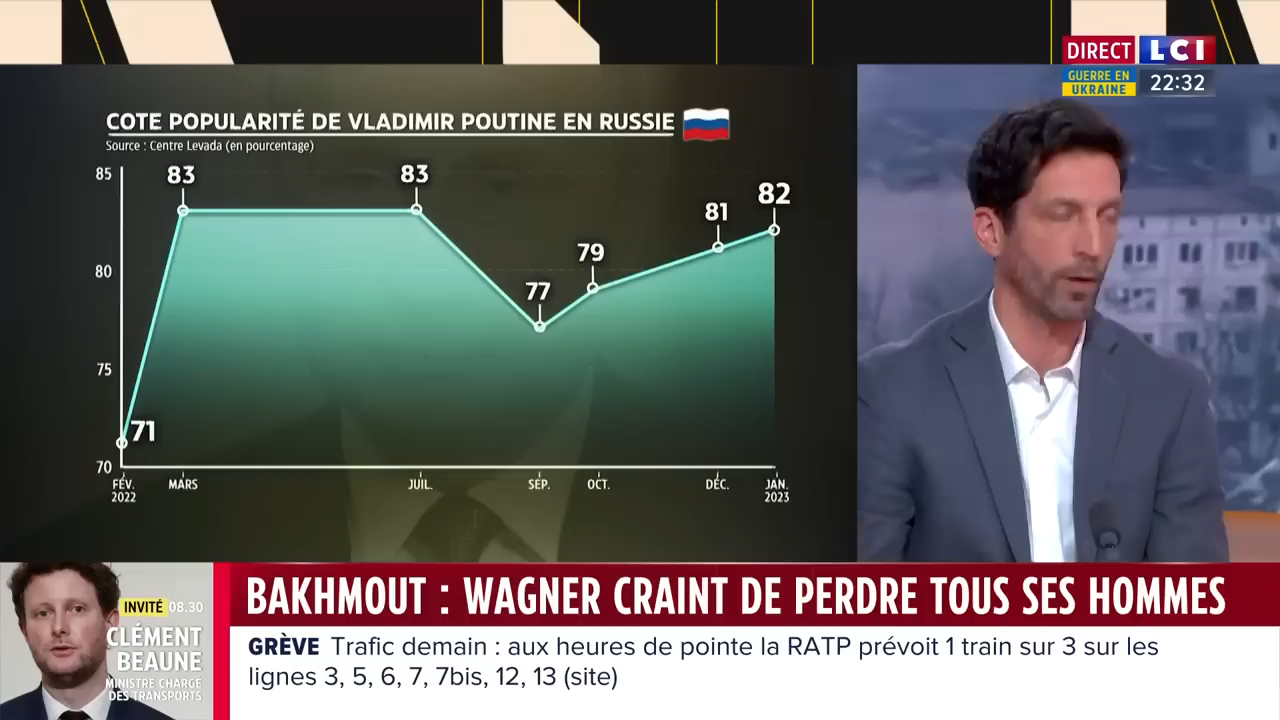 DIRECT LCI
GUERRE EN
UKRAINE
22:32
COTE POPULARITÉ DE VLADIMIR POUTINE EN RUSSIE
Source : Centre Levada (en pourcentage)
85
80
75
70
71
83
83
77
79
81
82
FÉV.
2022
MARS
JUIL.
SEP.
OCT.
DÉC.
JAN.
2023
INVITÉ 08.30
CLÉMENT
BEAUNE
MINISTRE CHARGÉ
DES TRANSPORTS
BAKHMOUT : WAGNER CRAINT DE PERDRE TOUS SES HOMMES
GRÈVE Trafic demain : aux heures de pointe la RATP prévoit 1 train sur 3 sur les
lignes 3, 5, 6, 7, 7bis, 12, 13 (site)